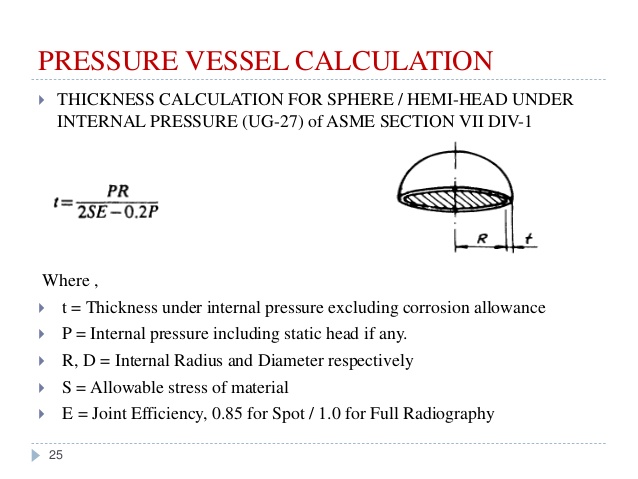 PRESSURE VESSEL CALCULATION
THICKNESS CALCULATION FOR SPHERE / HEMI-HEAD UNDER
INTERNAL PRESSURE (UG-27) of ASME SECTION VII DIV-1
t = PR / 2SE – 0.2P
R t
Where ,
t = Thickness under internal pressure excluding corrosion allowance
P = Internal pressure including static head if any.
R, D = Internal Radius and Diameter respectively
S = Allowable stress of material
E = Joint Efficiency, 0.85 for Spot / 1.0 for Full Radiography
25